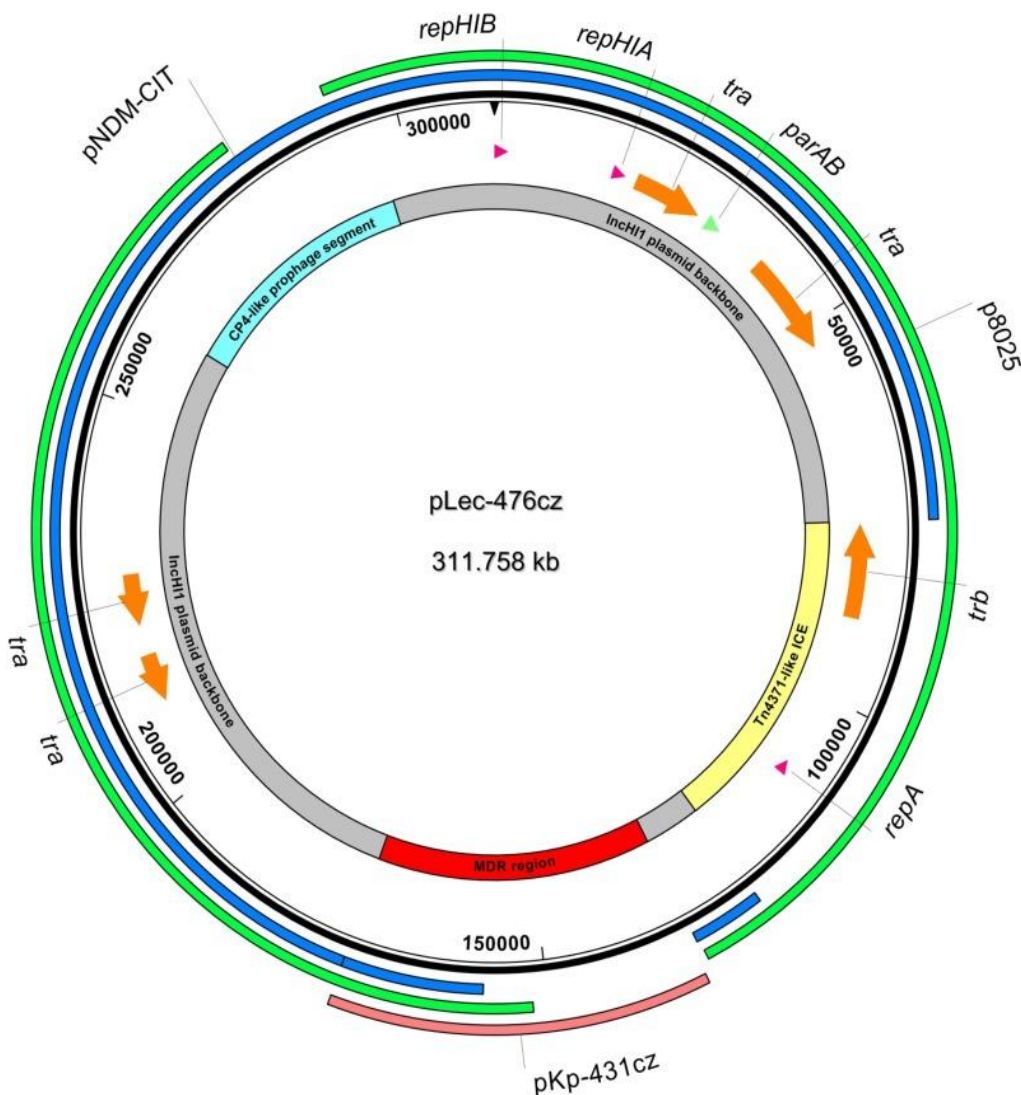 repHIB
repHIA
tra
parAB
tra
p8025
trb
repA
pKp-431cz
tra
tra
pNDM-CIT
300000
50000
100000
150000
200000
250000
IncHI1 plasmid backbone
Tn4371-like ICE
MDR region
IncHI1 plasmid backbone
CP4-like prophage segment
pLec-476cz
311.758 kb